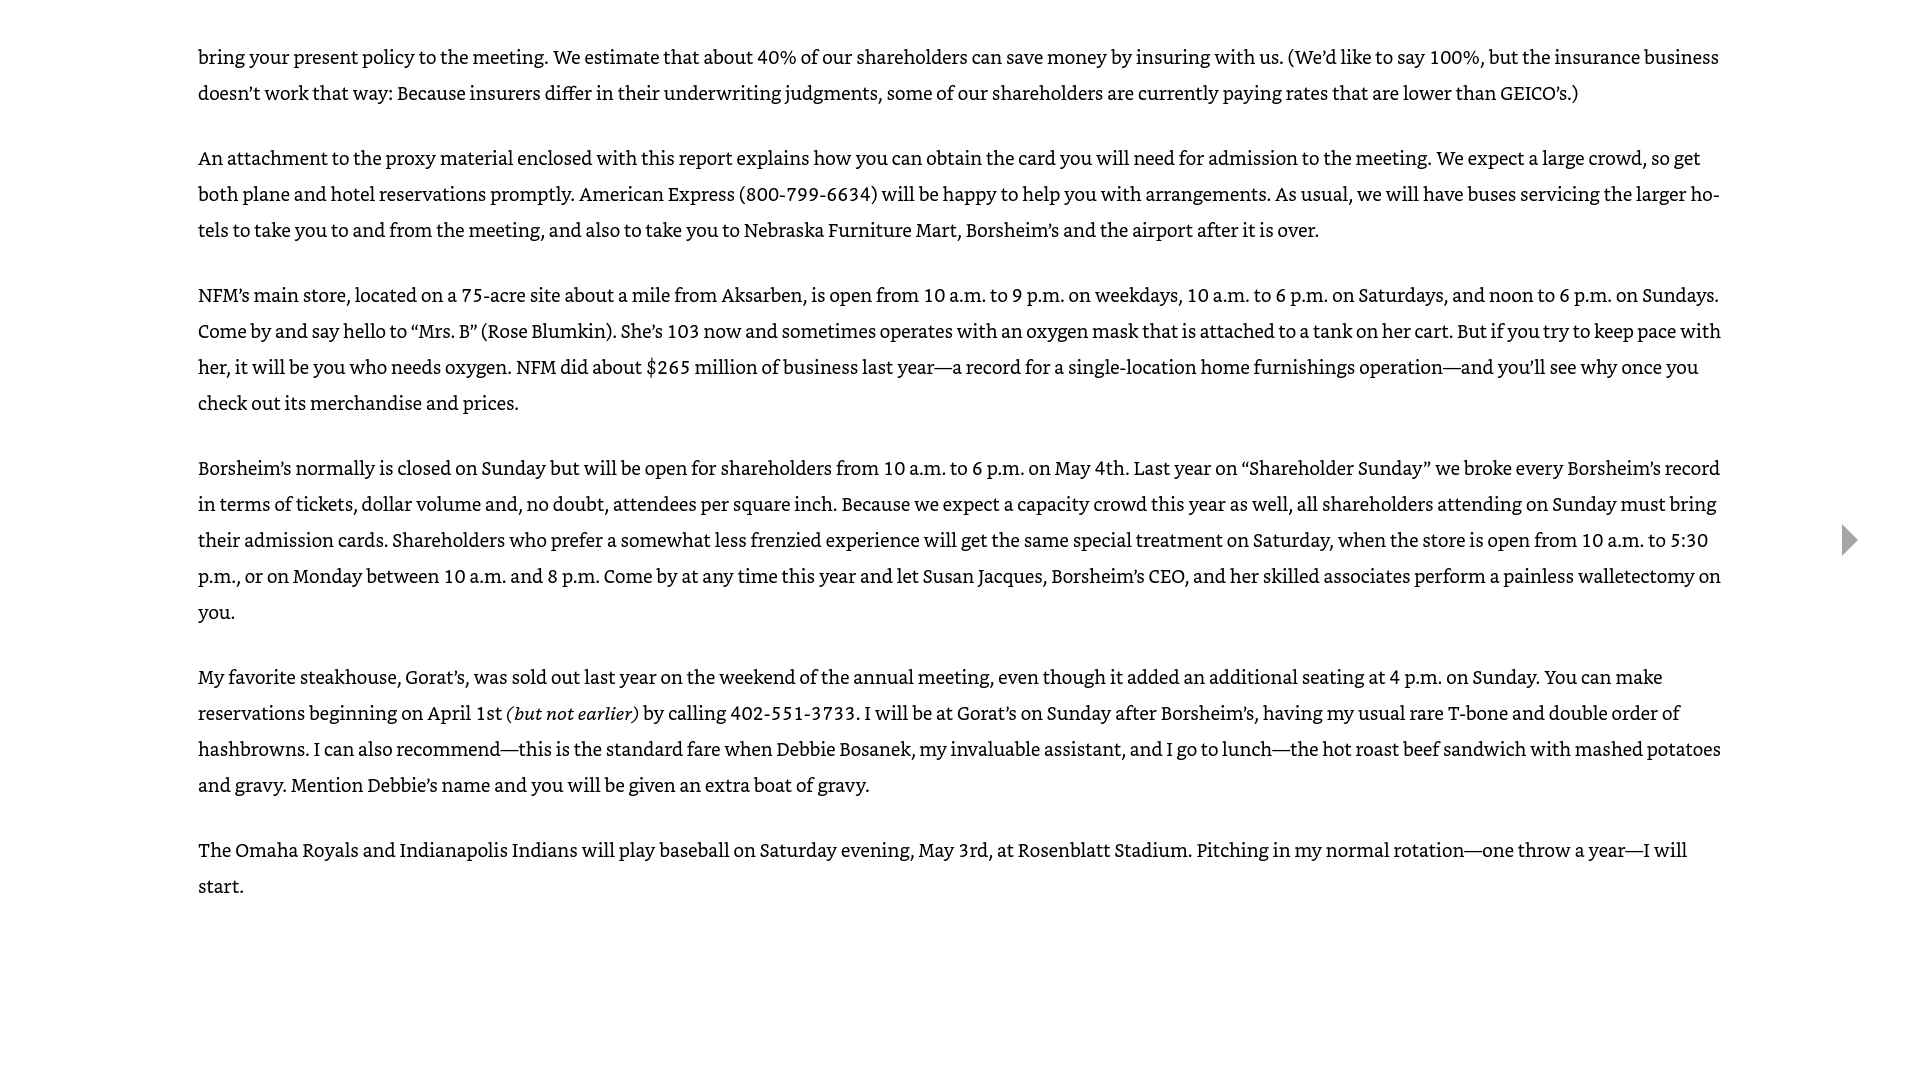 bring your present policy to the meeting. We estimate that about 40% of our shareholders can save money by insuring with us. (We’d like to say 100%, but the insurance business
doesn’t work that way: Because insurers differ in their underwriting judgments, some of our shareholders are currently paying rates that are lower than GEICO’s.)
An attachment to the proxy material enclosed with this report explains how you can obtain the card you will need for admission to the meeting. We expect a large crowd, so get
both plane and hotel reservations promptly. American Express (800-799-6634) will be happy to help you with arrangements. As usual, we will have buses servicing the larger ho-
tels to take you to and from the meeting, and also to take you to Nebraska Furniture Mart, Borsheim’s and the airport after it is over.
NFM’s main store, located on a 75-acre site about a mile from Aksarben, is open from 10 a.m. to 9 p.m. on weekdays, 10 a.m. to 6 p.m. on Saturdays, and noon to 6 p.m. on Sundays.
Come by and say hello to “Mrs. B” (Rose Blumkin). She’s 103 now and sometimes operates with an oxygen mask that is attached to a tank on her cart. But if you try to keep pace with
her, it will be you who needs oxygen. NFM did about $265 million of business last year—a record for a single-location home furnishings operation—and you’ll see why once you
check out its merchandise and prices.
Borsheim’s normally is closed on Sunday but will be open for shareholders from 10 a.m. to 6 p.m. on May 4th. Last year on “Shareholder Sunday” we broke every Borsheim’s record
in terms of tickets, dollar volume and, no doubt, attendees per square inch. Because we expect a capacity crowd this year as well, all shareholders attending on Sunday must bring
their admission cards. Shareholders who prefer a somewhat less frenzied experience will get the same special treatment on Saturday, when the store is open from 10 a.m. to 5:30
p.m., or on Monday between 10 a.m. and 8 p.m. Come by at any time this year and let Susan Jacques, Borsheim’s CEO, and her skilled associates perform a painless walletectomy on
you.
My favorite steakhouse, Gorat’s, was sold out last year on the weekend of the annual meeting, even though it added an additional seating at 4 p.m. on Sunday. You can make
reservations beginning on April 1st (but not earlier) by calling 402-551-3733. I will be at Gorat’s on Sunday after Borsheim’s, having my usual rare T-bone and double order of
hashbrowns. I can also recommend—this is the standard fare when Debbie Bosanek, my invaluable assistant, and I go to lunch—the hot roast beef sandwich with mashed potatoes
and gravy. Mention Debbie’s name and you will be given an extra boat of gravy.
The Omaha Royals and Indianapolis Indians will play baseball on Saturday evening, May 3rd, at Rosenblatt Stadium. Pitching in my normal rotation—one throw a year—I will
start.